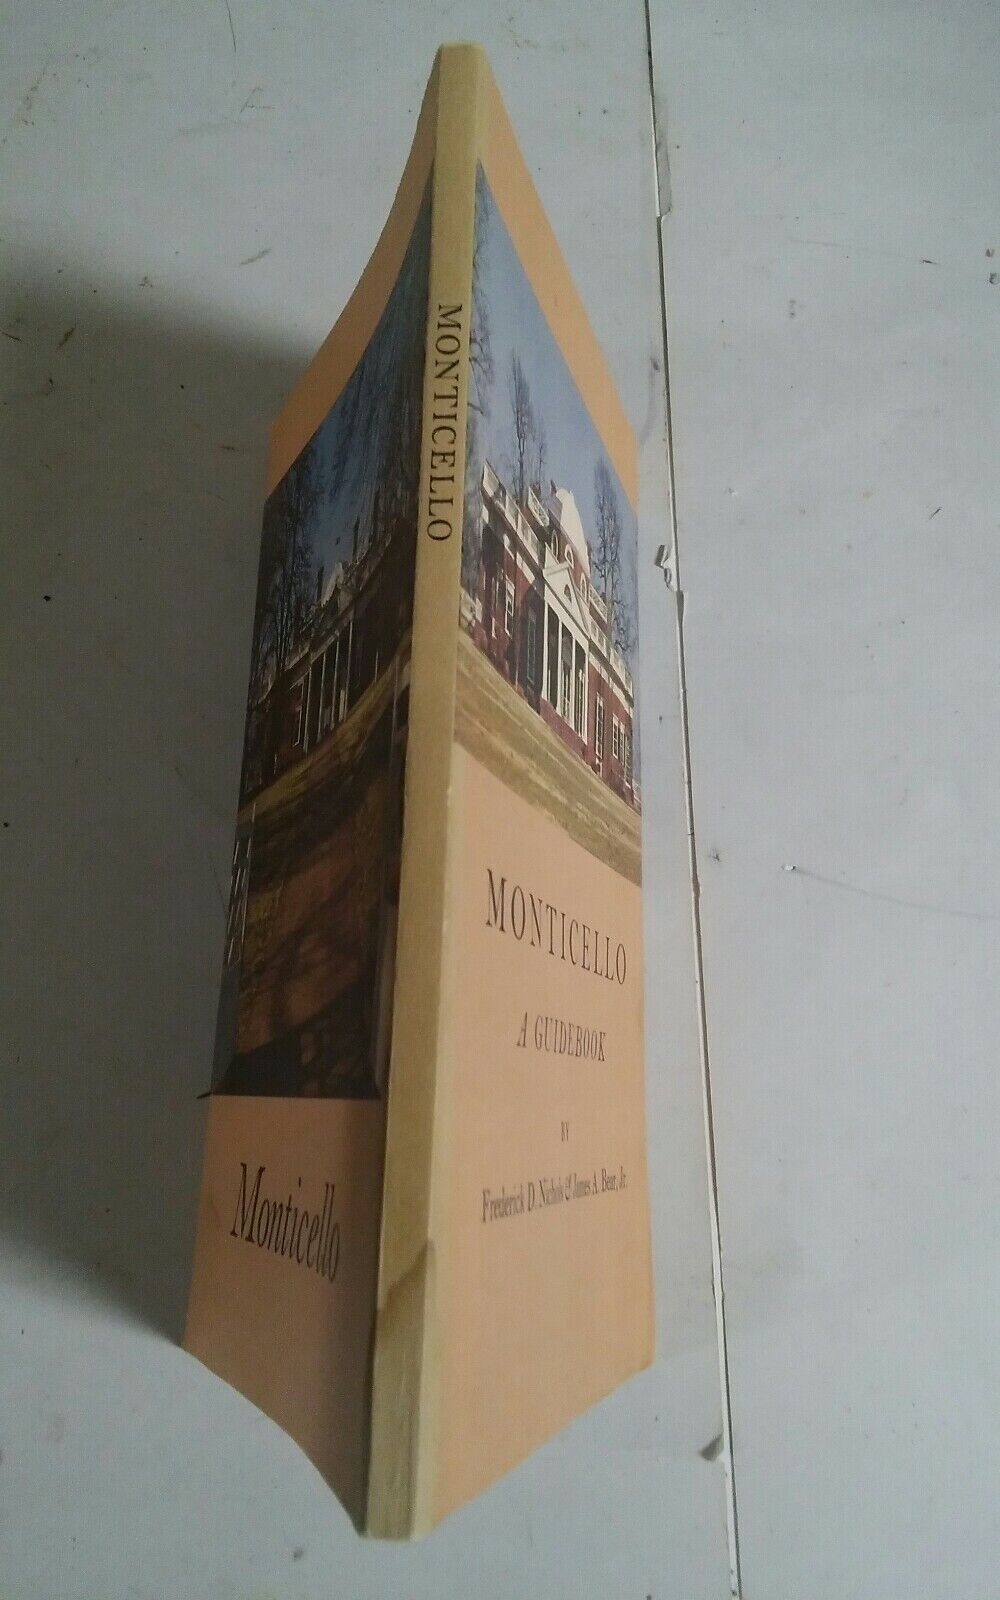 MONTICELLO
MONTICELLO
A GUIDEBOOK
BY
Frederick D. Nichols & James A. Bear, Jr.
Monticello